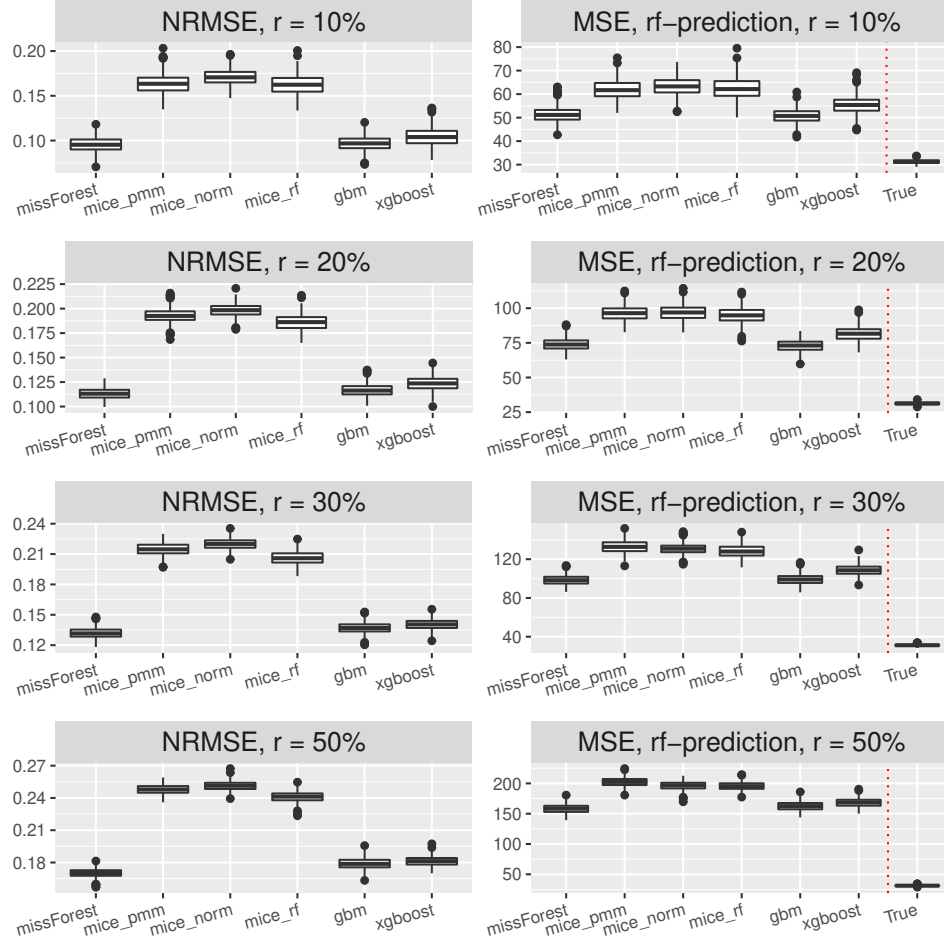 NRMSE, r = 10%
0.20
0.15
0.10
missForest mice_pmm mice_norm mice_rf gbm xgboost
MSE, rf−prediction, r = 10%
80
70
60
50
40
30
missForest mice_pmm mice_norm mice_rf gbm xgboost True
NRMSE, r = 20%
0.225
0.200
0.175
0.150
0.125
0.100
missForest mice_pmm mice_norm mice_rf gbm xgboost
MSE, rf−prediction, r = 20%
100
75
50
25
missForest mice_pmm mice_norm mice_rf gbm xgboost True
NRMSE, r = 30%
0.24
0.21
0.18
0.15
0.12
missForest mice_pmm mice_norm mice_rf gbm xgboost
MSE, rf−prediction, r = 30%
120
80
40
missForest mice_pmm mice_norm mice_rf gbm xgboost True
NRMSE, r = 50%
0.27
0.24
0.21
0.18
missForest mice_pmm mice_norm mice_rf gbm xgboost
MSE, rf−prediction, r = 50%
200
150
100
50
missForest mice_pmm mice_norm mice_rf gbm xgboost True